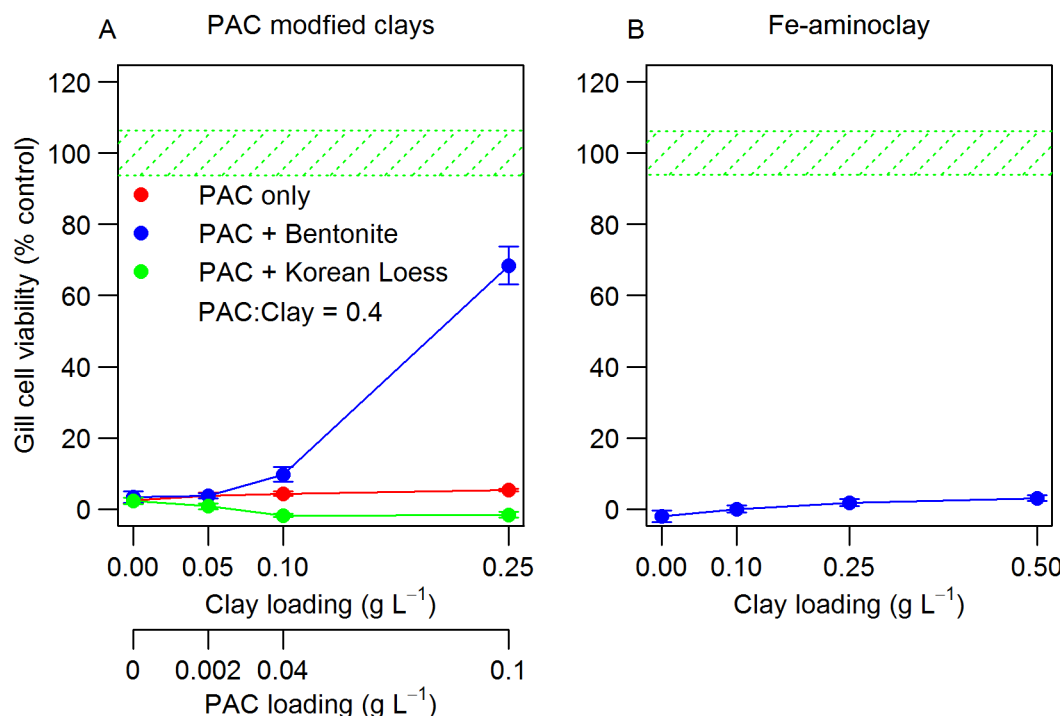 A PAC modfied clays
B Fe-aminoclay
Gill cell viability (% control)
120
100
80
60
40
20
0
PAC only
PAC + Bentonite
PAC + Korean Loess
PAC:Clay = 0.4
0.00 0.05 0.10 0.25
Clay loading (g L⁻¹)
0 0.002 0.04 0.1
PAC loading (g L⁻¹)
120
100
80
60
40
20
0
0.00 0.10 0.25 0.50
Clay loading (g L⁻¹)